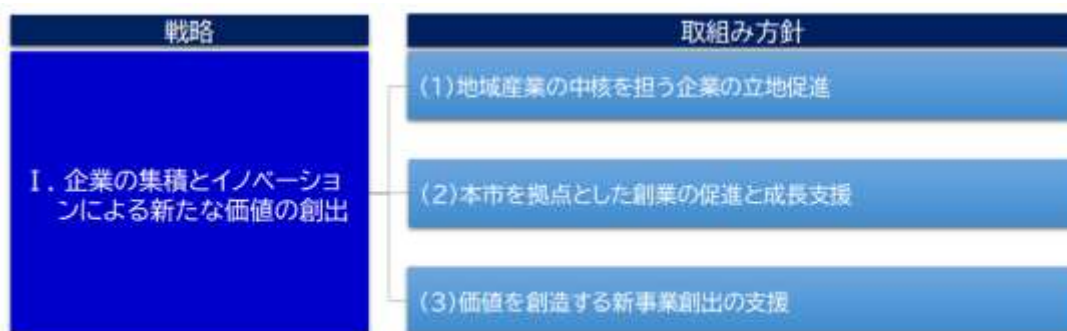 戦略
取組み方針
Ⅰ．企業の集積とイノベーショ
ンによる新たな価値の創出
(1)地域産業の中核を担う企業の立地促進
(2)本市を拠点とした創業の促進と成長支援
(3)価値を創造する新事業創出の支援